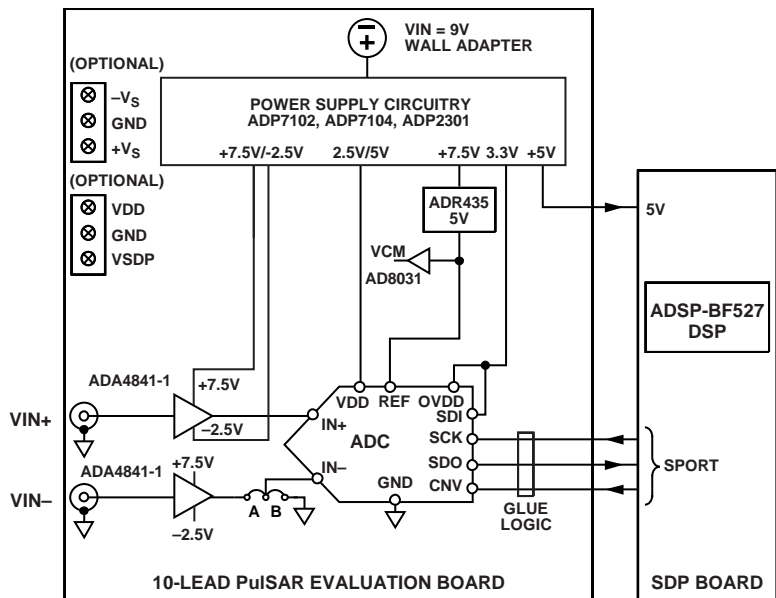 VIN = 9V
WALL ADAPTER
(OPTIONAL)
–VS
GND
+VS
POWER SUPPLY CIRCUITRY
ADP7102, ADP7104, ADP2301
+7.5V/-2.5V
2.5V/5V
+7.5V
3.3V
+5V
(OPTIONAL)
VDD
GND
VSDP
ADR435
5V
5V
VCM
AD8031
ADSP-BF527
DSP
ADA4841-1
+7.5V
–2.5V
VIN+
VDD
REF
OVDD
SDI
IN+
ADC
SCK
SDO
CNV
IN–
GND
ADA4841-1
+7.5V
–2.5V
VIN–
A
B
GLUE
LOGIC
SPORT
10-LEAD PulSAR EVALUATION BOARD
SDP BOARD